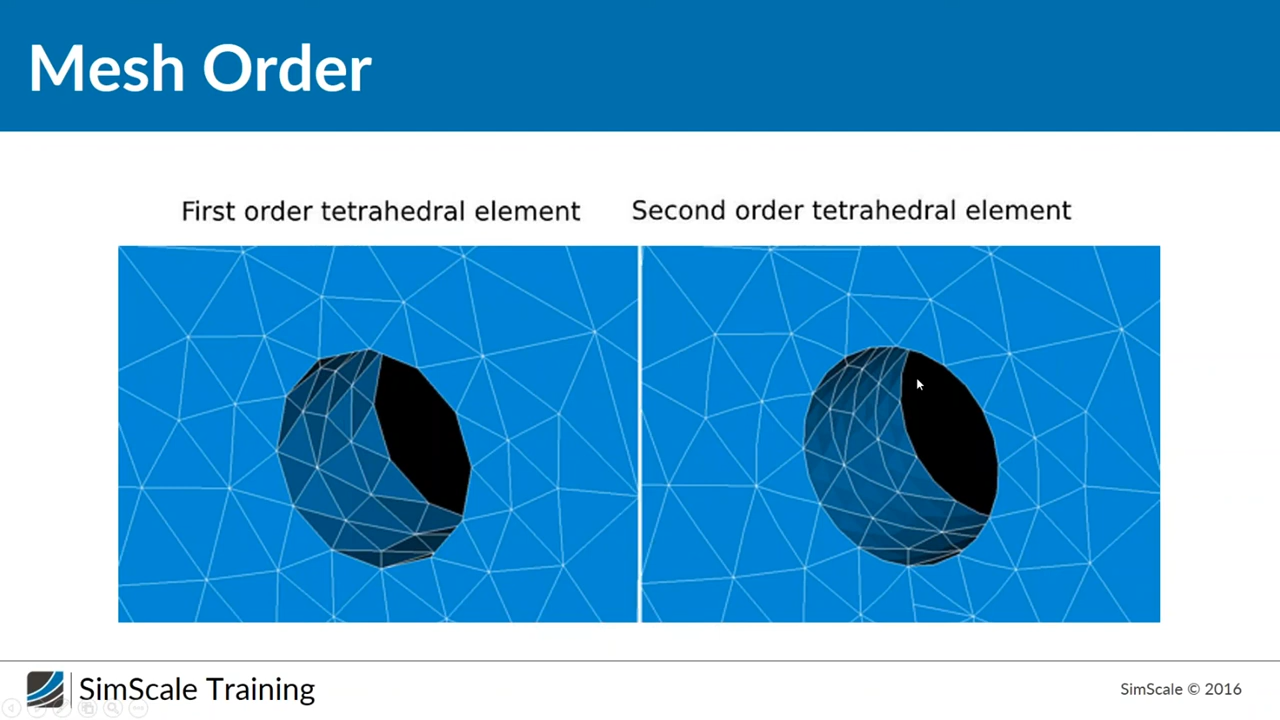 Mesh Order
First order tetrahedral element
Second order tetrahedral element
SimScale Training
SimScale © 2016